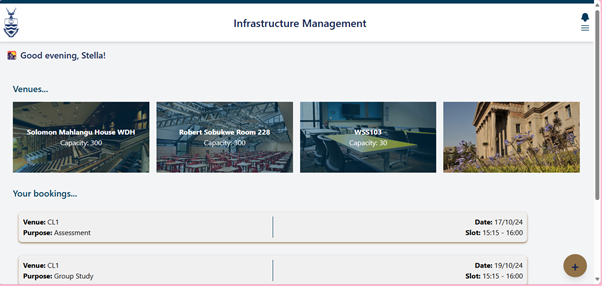 Infrastructure Management
Good evening, Stella!
Venues...
Solomon Mahlangu House WDH
Capacity: 300
Robert Sobukwe Room 228
Capacity: 300
WSS103
Capacity: 30
Your bookings...
Venue: CL1
Date: 17/10/24
Purpose: Assessment
Slot: 15:15 - 16:00
Venue: CL1
Date: 19/10/24
Purpose: Group Study
Slot: 15:15 - 16:00
+